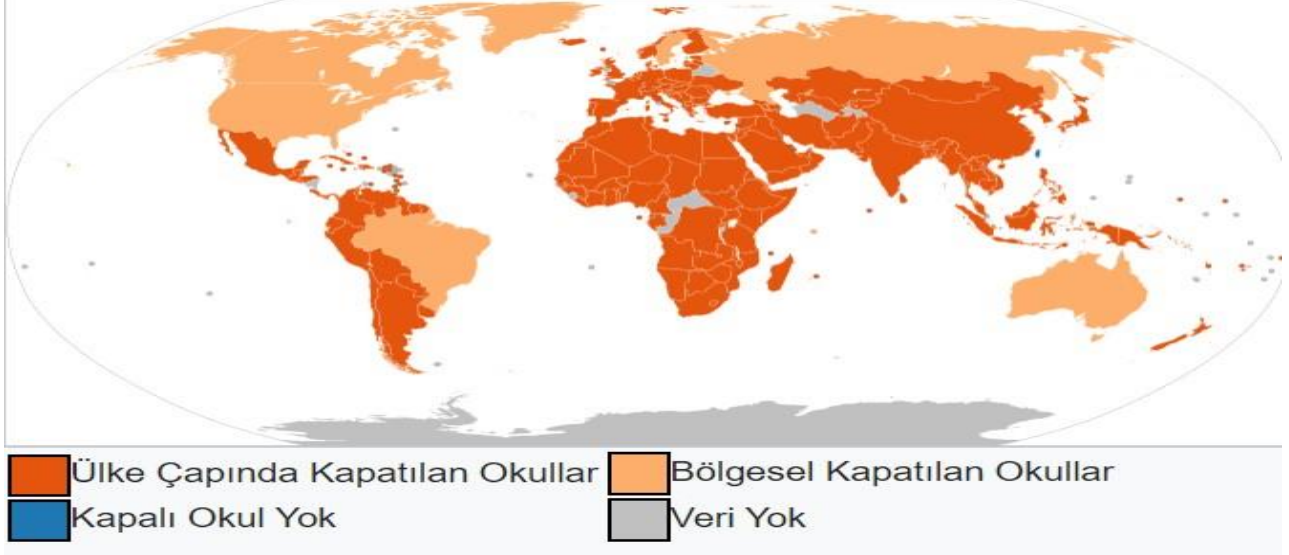 Ülke Çapında Kapatılan Okullar
Bölgesel Kapatılan Okullar
Kapalı Okul Yok
Veri Yok